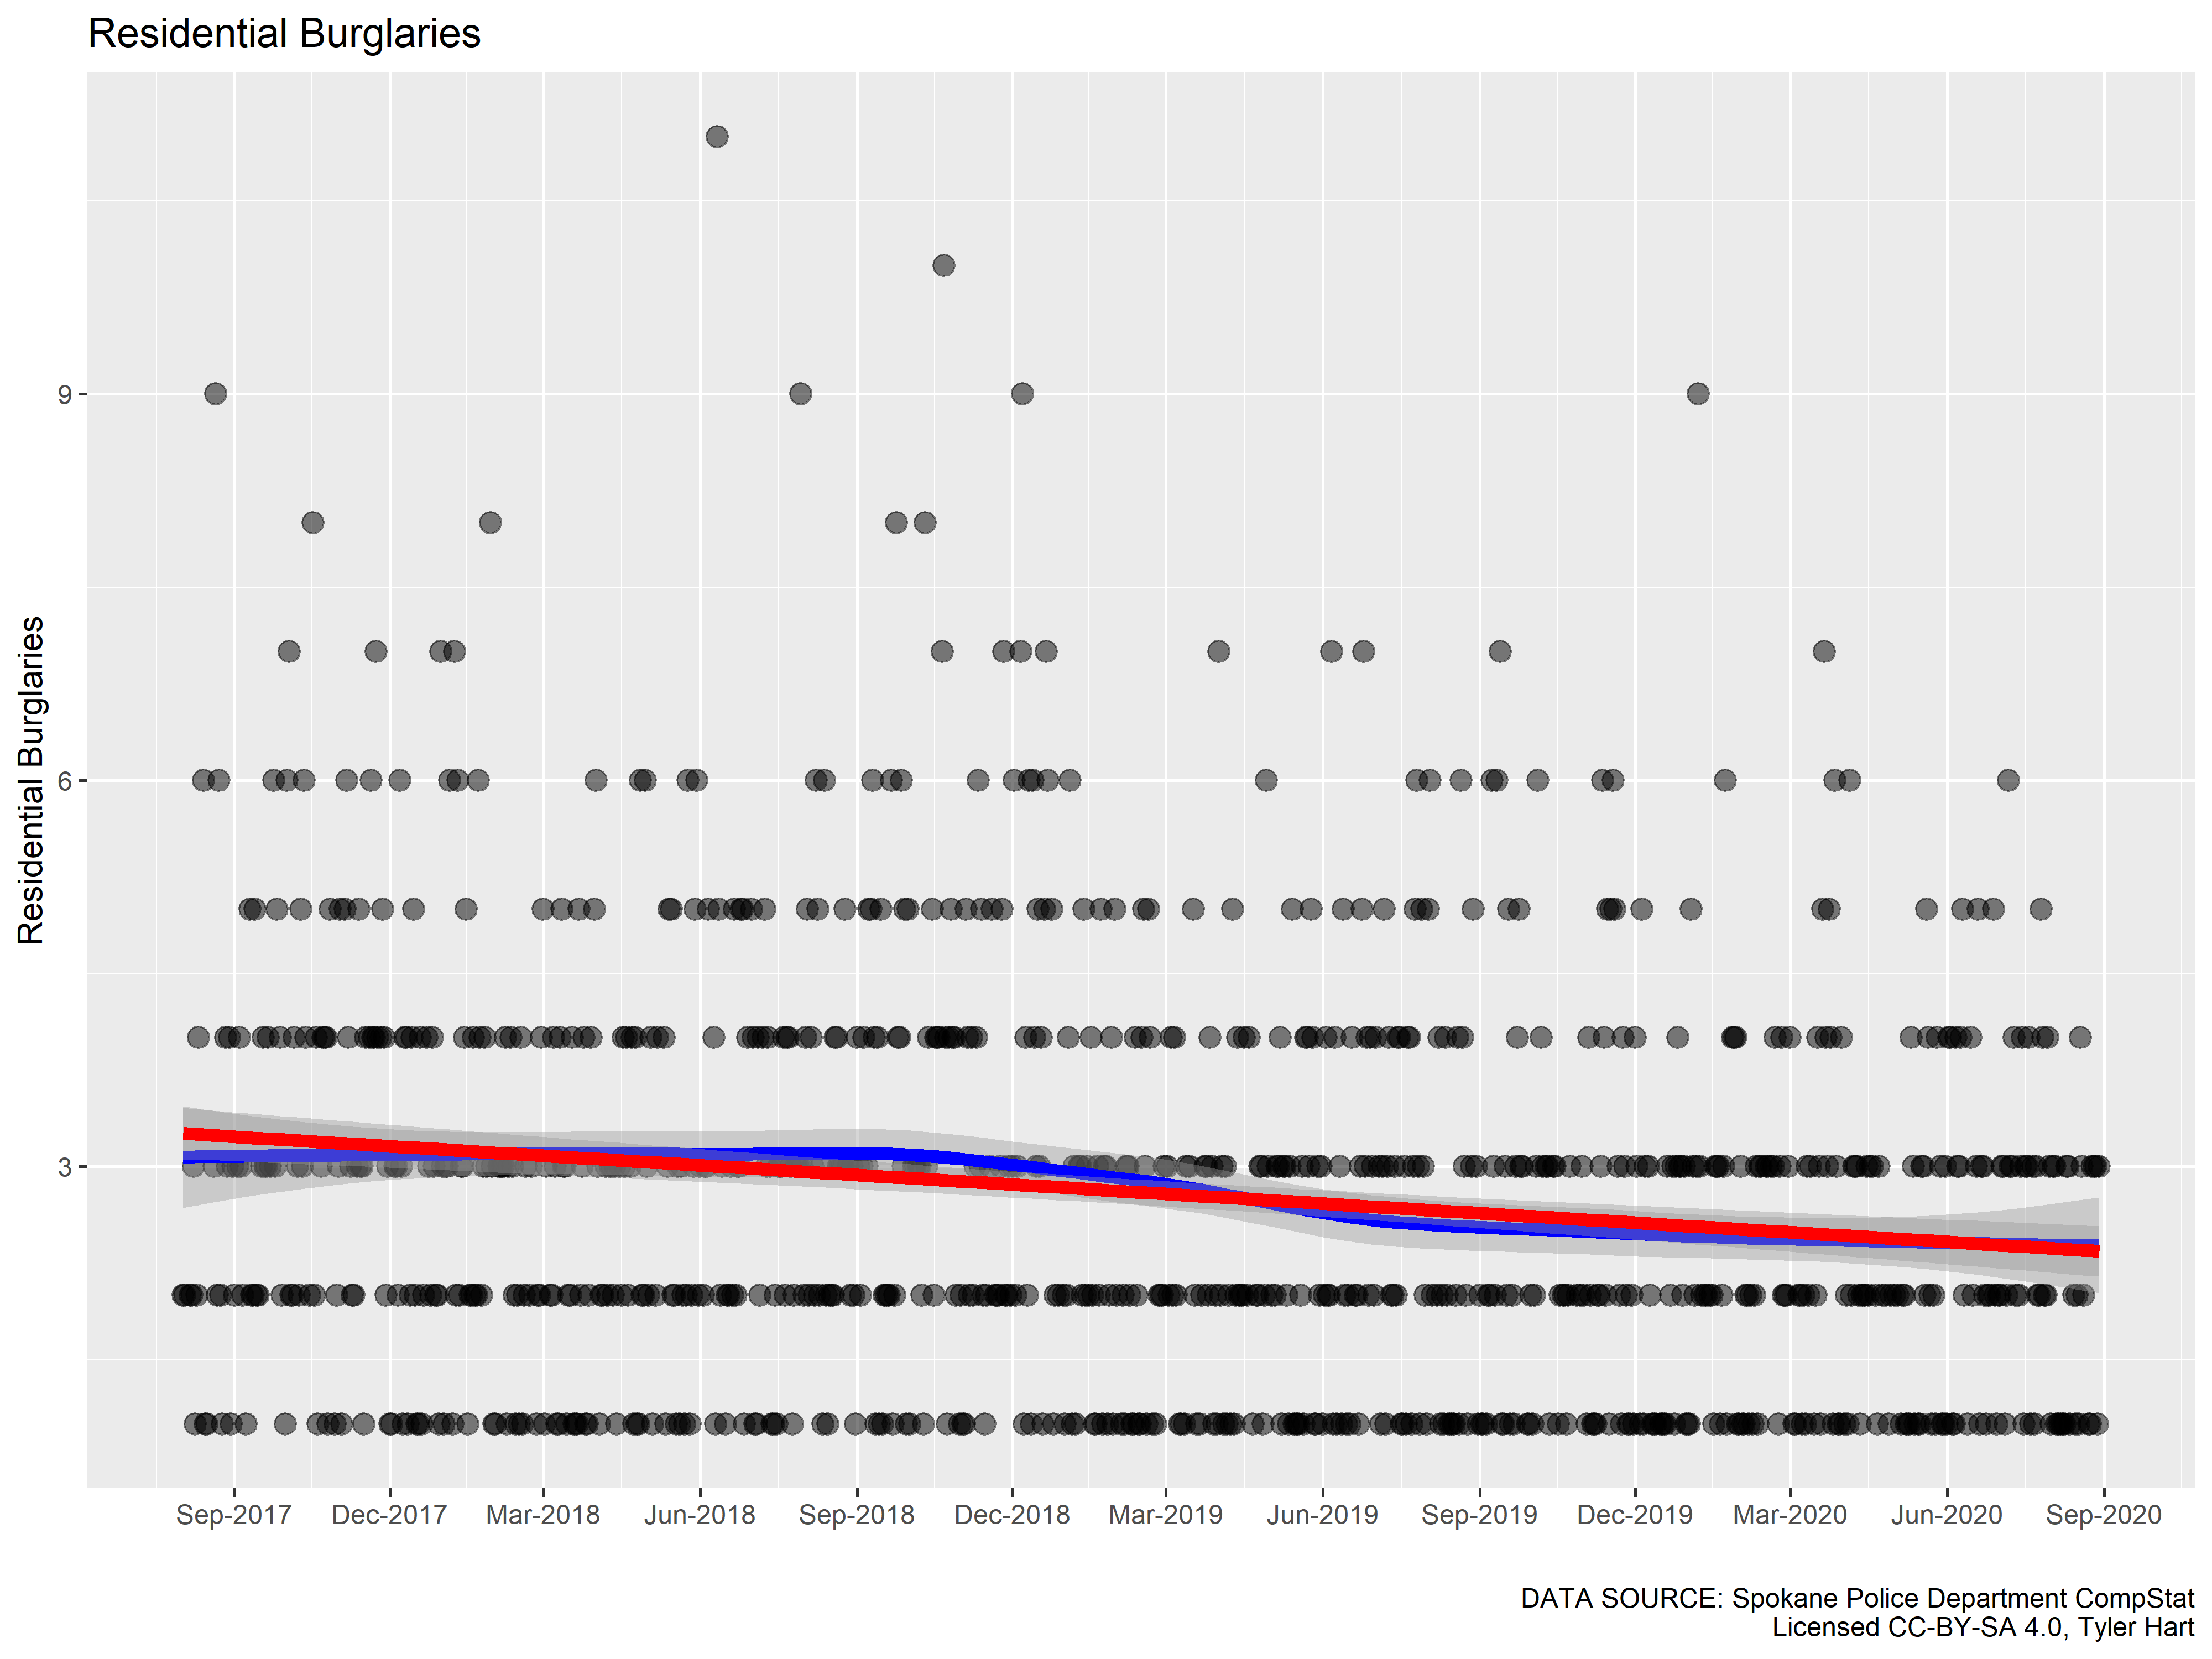 Residential Burglaries
Residential Burglaries
9
6
3
Sep-2017 Dec-2017 Mar-2018 Jun-2018 Sep-2018 Dec-2018 Mar-2019 Jun-2019 Sep-2019 Dec-2019 Mar-2020 Jun-2020 Sep-2020
DATA SOURCE: Spokane Police Department CompStat
Licensed CC-BY-SA 4.0, Tyler Hart